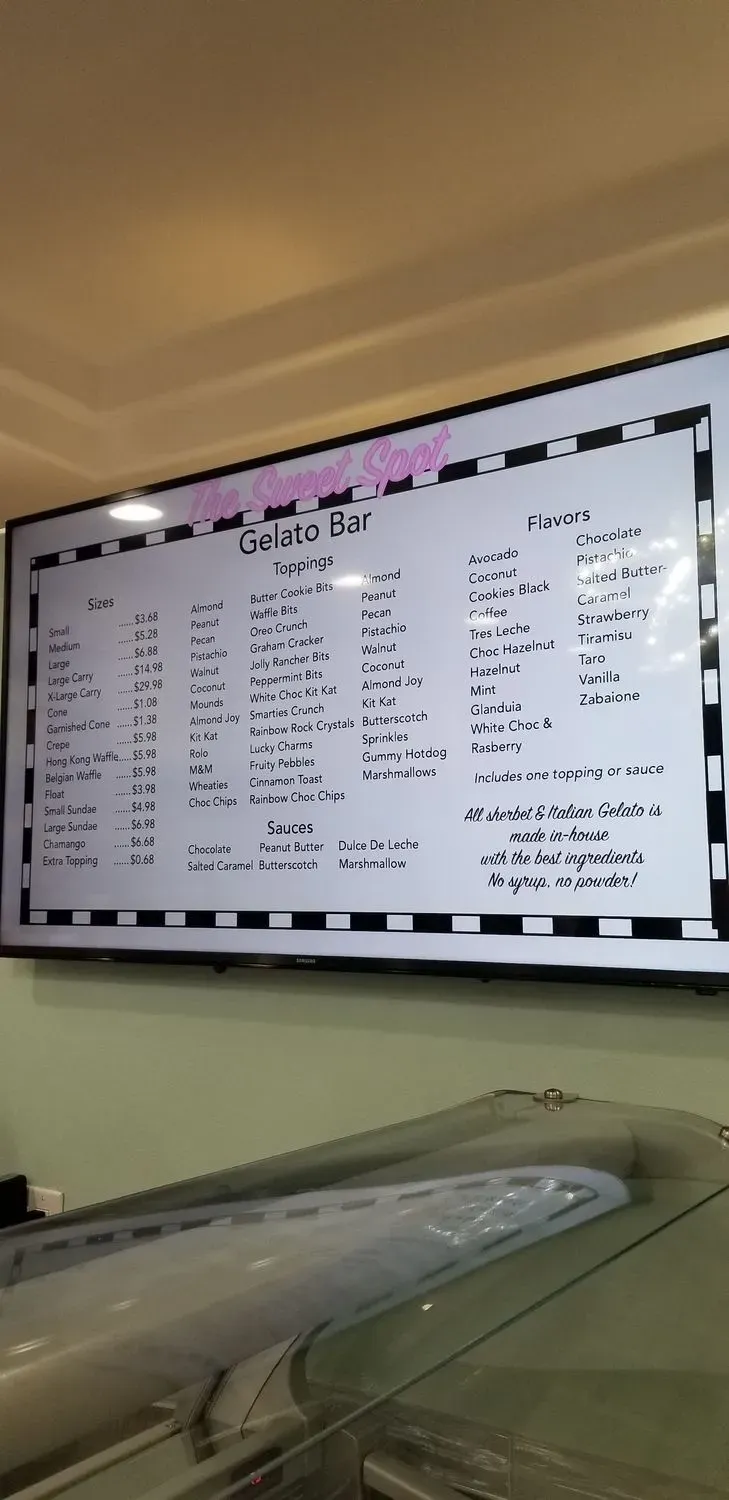 The Sweet Spot
Gelato Bar
Sizes
Small ......$3.68
Medium ......$5.28
Large ......$6.88
Large Carry ......$14.98
X-Large Carry ......$29.98
Cone ......$1.08
Garnished Cone ......$1.38
Crepe ......$5.98
Hong Kong Waffle......$5.98
Belgian Waffle ......$5.98
Float ......$3.98
Small Sundae ......$4.98
Large Sundae ......$6.98
Chamango ......$6.68
Extra Topping ......$0.68
Toppings
Almond
Peanut
Pecan
Pistachio
Walnut
Coconut
Mounds
Almond Joy
Kit Kat
Rolo
M&M
Wheaties
Choc Chips
Butter Cookie Bits
Waffle Bits
Oreo Crunch
Graham Cracker
Jolly Rancher Bits
Peppermint Bits
White Choc Kit Kat
Smarties Crunch
Rainbow Rock Crystals
Lucky Charms
Fruity Pebbles
Cinnamon Toast
Rainbow Choc Chips
Almond
Peanut
Pecan
Pistachio
Walnut
Coconut
Almond Joy
Kit Kat
Butterscotch
Sprinkles
Gummy Hotdog
Marshmallows
Sauces
Chocolate Peanut Butter Dulce De Leche
Salted Caramel Butterscotch Marshmallow
Flavors
Avocado
Coconut
Cookies Black
Coffee
Tres Leche
Choc Hazelnut
Hazelnut
Mint
Glanduia
White Choc &
Rasberry
Chocolate
Pistachio
Salted Butter-
Caramel
Strawberry
Tiramisu
Taro
Vanilla
Zabaione
Includes one topping or sauce
All sherbet & Italian Gelato is
made in-house
with the best ingredients
No syrup, no powder!
SAMSUNG